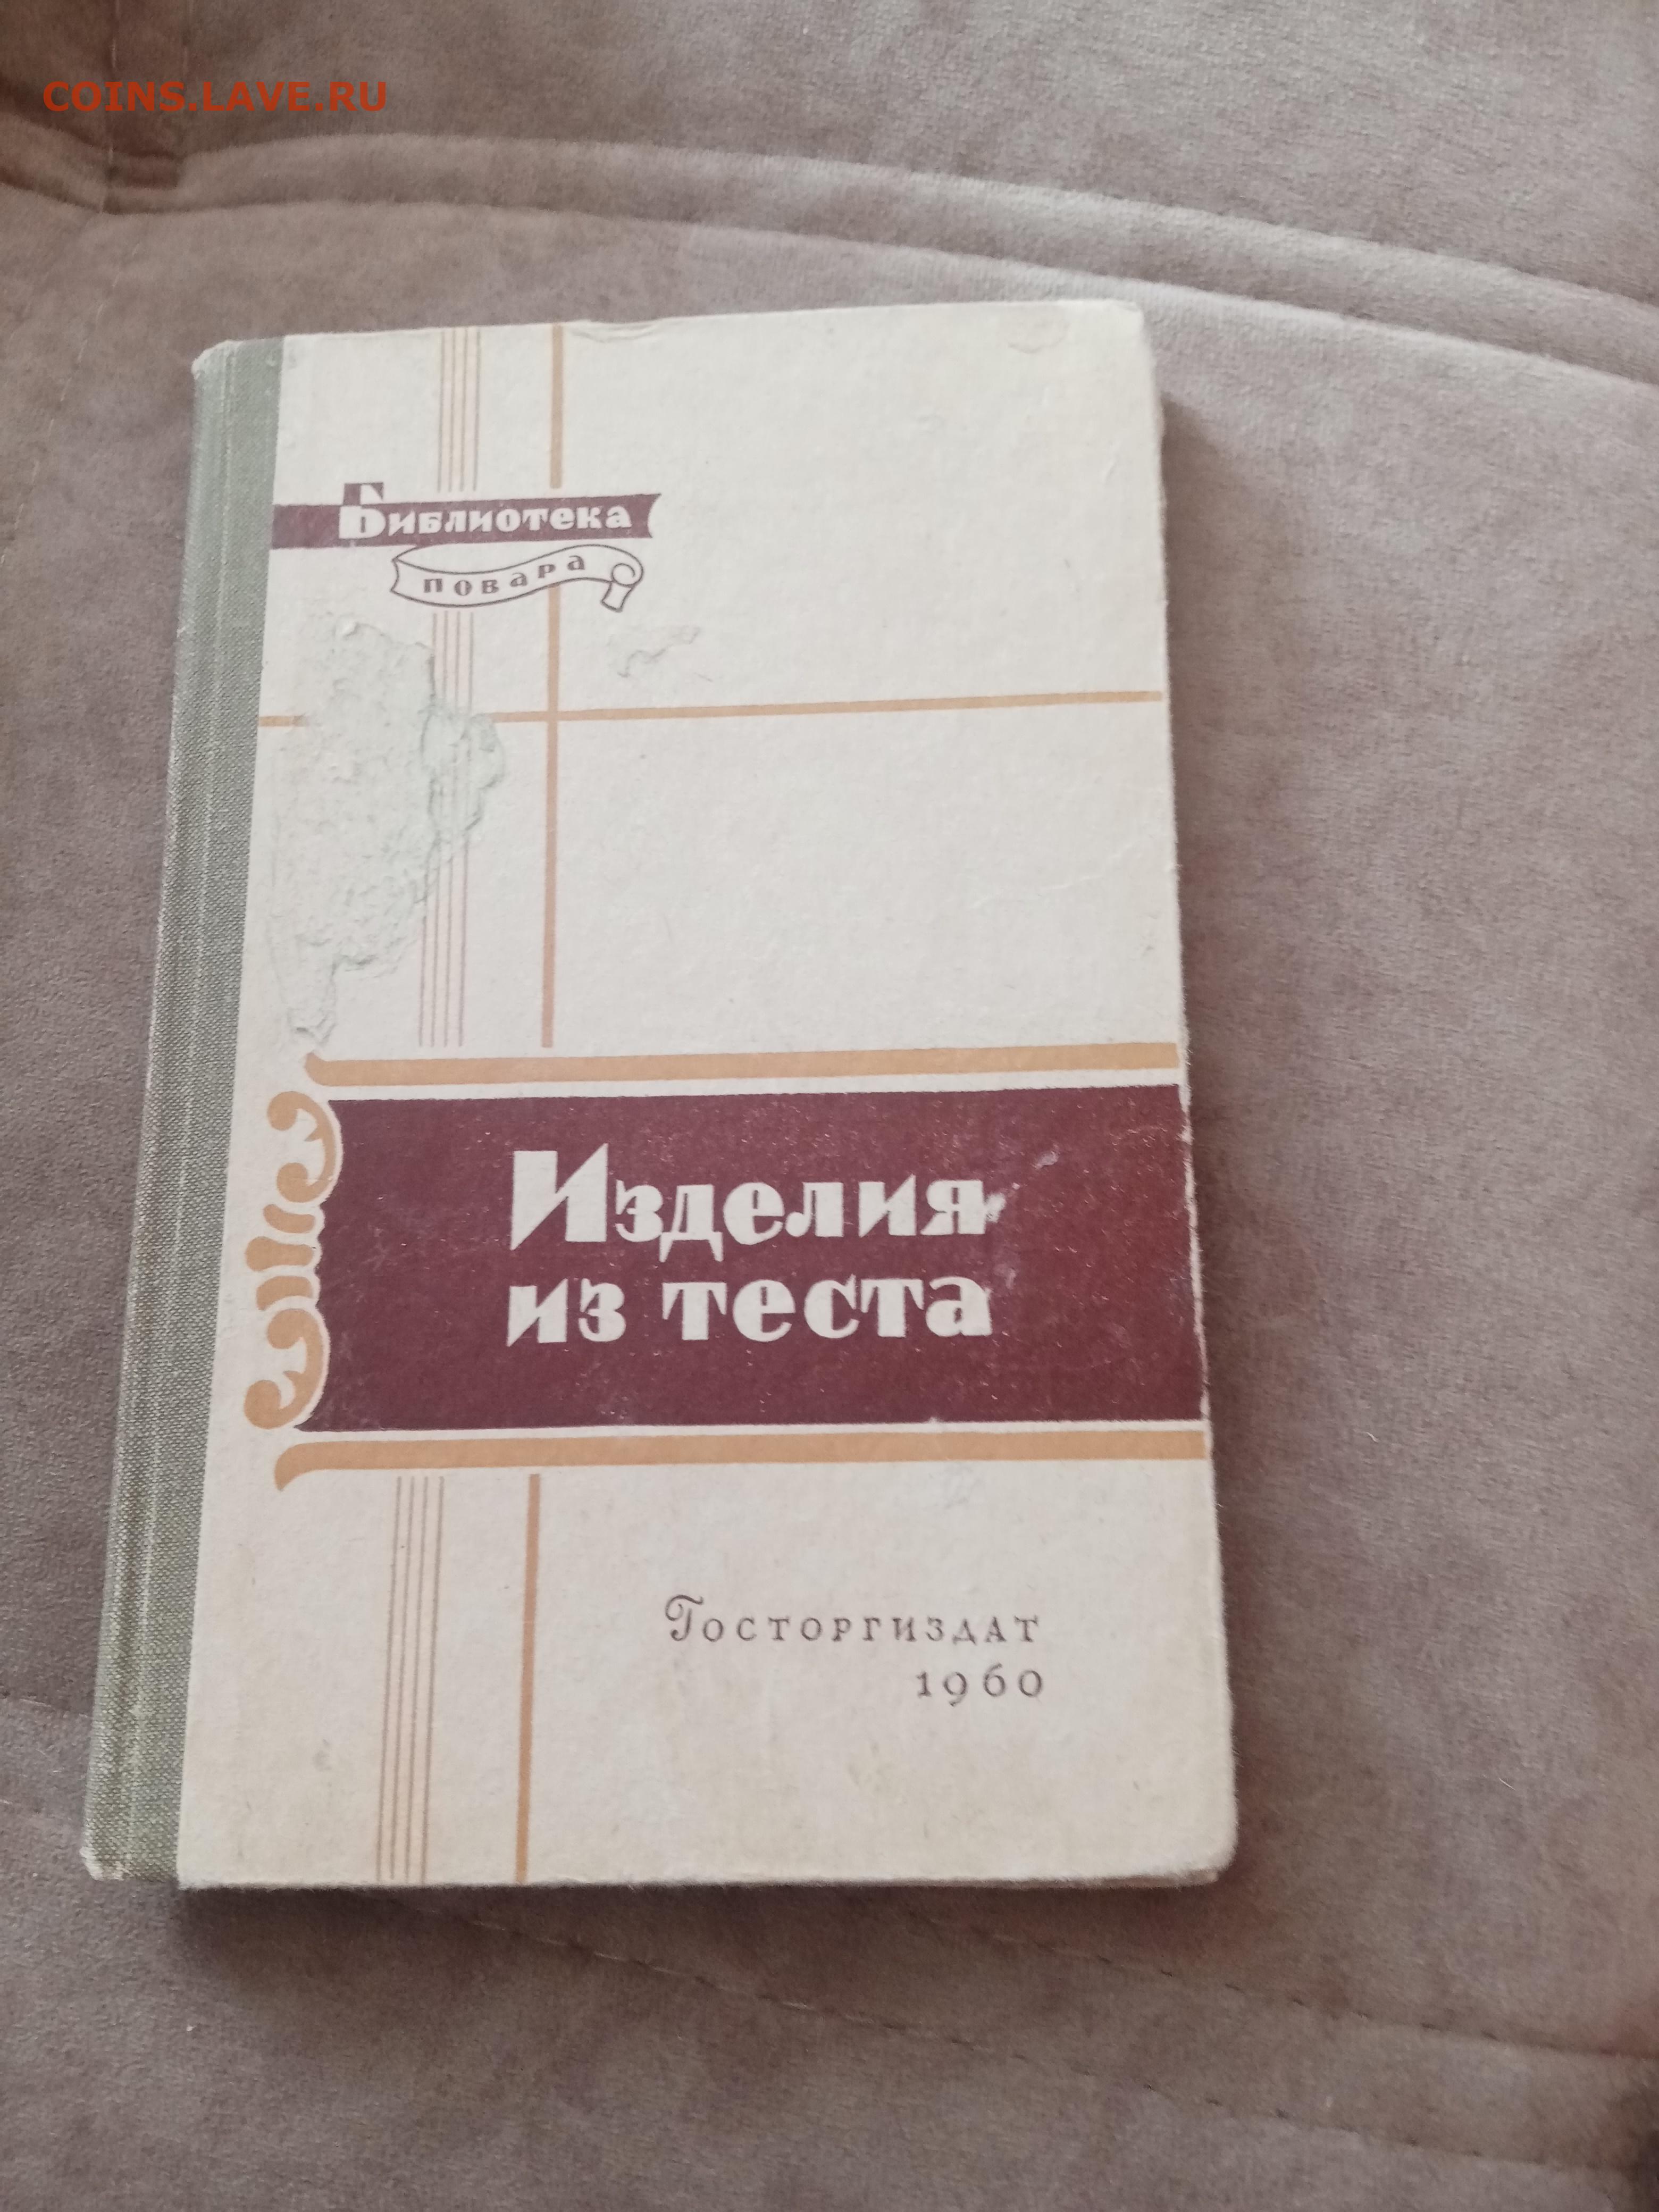 COINS.LAVE.RU
Библиотека
повара
Изделия
из теста
Госторгиздат
1960